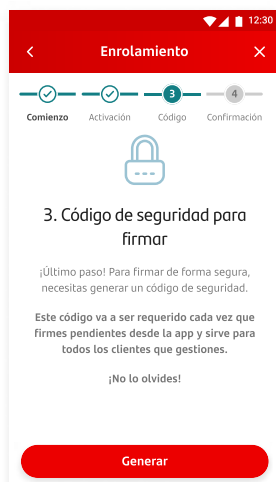 12:30
Enrolamiento
3
4
Comienzo Activación Código Confirmación
3. Código de seguridad para
firmar
¡Último paso! Para firmar de forma segura,
necesitas generar un código de seguridad.
Este código va a ser requerido cada vez que
firmes pendientes desde la app y sirve para
todos los clientes que gestiones.
¡No lo olvides!
Generar